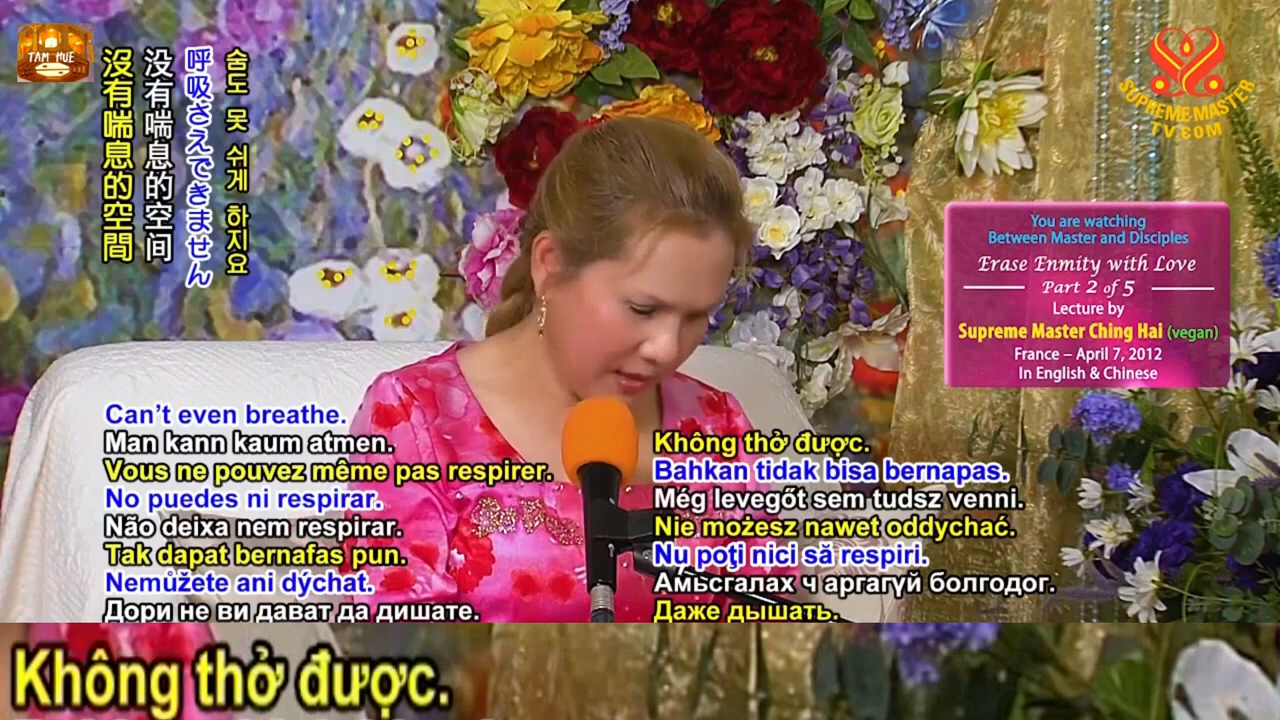 TAM HUE
숨도 못 쉬게 하지요
呼吸さえできません
没有喘息的空间
沒有喘息的空間
SUPREME MASTER
TV.COM
You are watching
Between Master and Disciples
Erase Enmity with Love
Part 2 of 5
Lecture by
Supreme Master Ching Hai (vegan)
France – April 7, 2012
In English & Chinese
Can't even breathe.
Man kann kaum atmen.
Vous ne pouvez même pas respirer.
No puedes ni respirar.
Não deixa nem respirar.
Tak dapat bernafas pun.
Nemůžete ani dýchat.
Дори не ви дават да дишате.
Không thở được.
Bahkan tidak bisa bernapas.
Még levegőt sem tudsz venni.
Nie możesz nawet oddychać.
Nu poţi nici să respiri.
Амьсгалах ч аргагүй болгодог.
Даже дышать.
Không thở được.